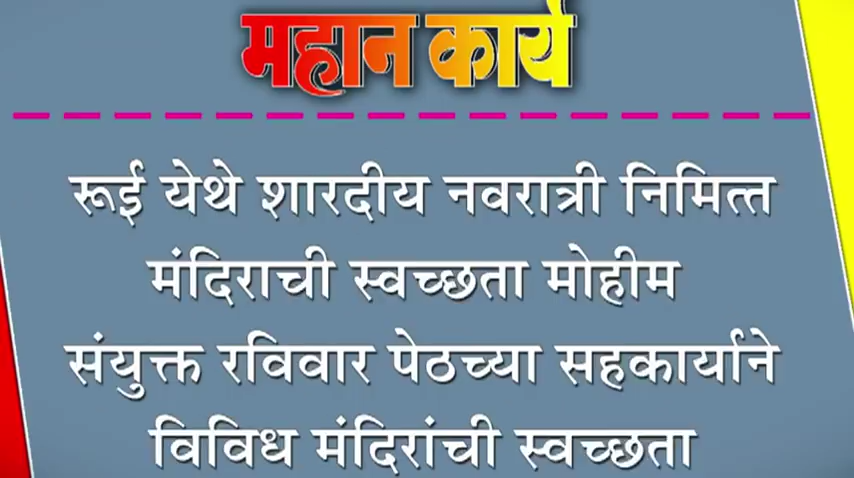 महान कार्य
रूई येथे शारदीय नवरात्री निमित्त
मंदिराची स्वच्छता मोहीम
संयुक्त रविवार पेठच्या सहकार्याने
विविध मंदिरांची स्वच्छता